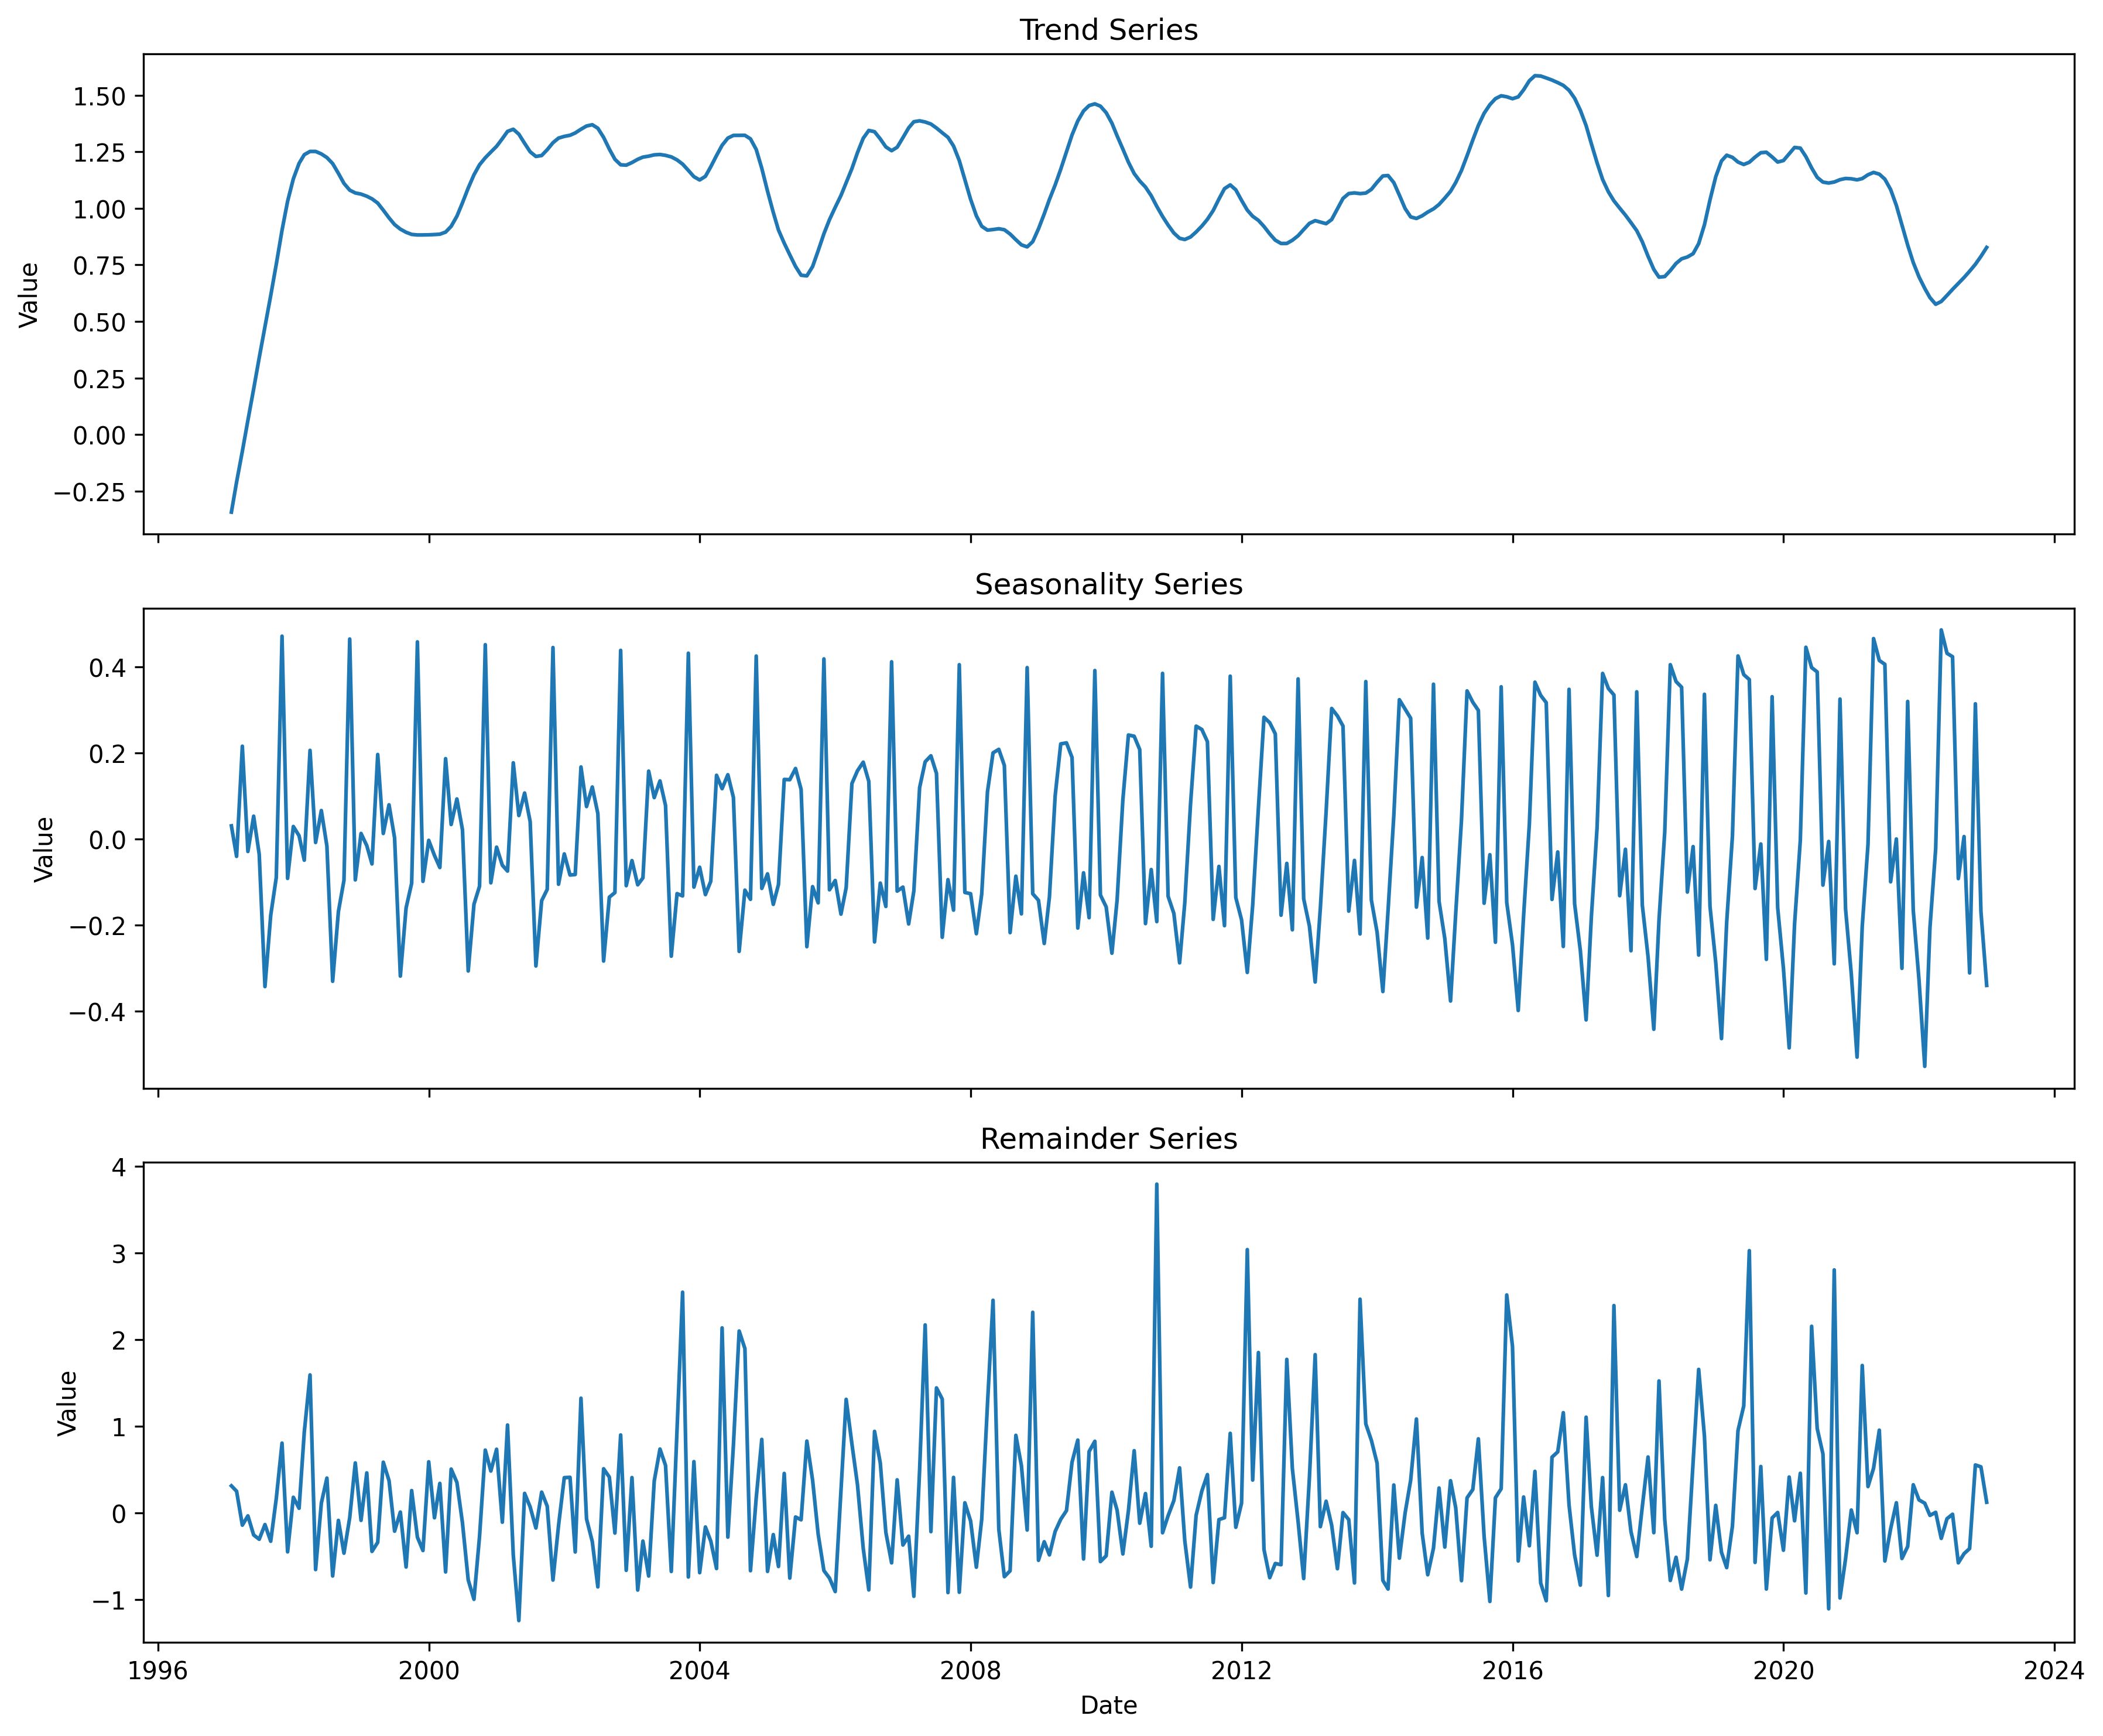 Trend Series
1.50
1.25
1.00
0.75
0.50
0.25
0.00
−0.25
Value
Seasonality Series
0.4
0.2
0.0
−0.2
−0.4
Value
Remainder Series
4
3
2
1
0
−1
Value
1996 2000 2004 2008 2012 2016 2020 2024
Date